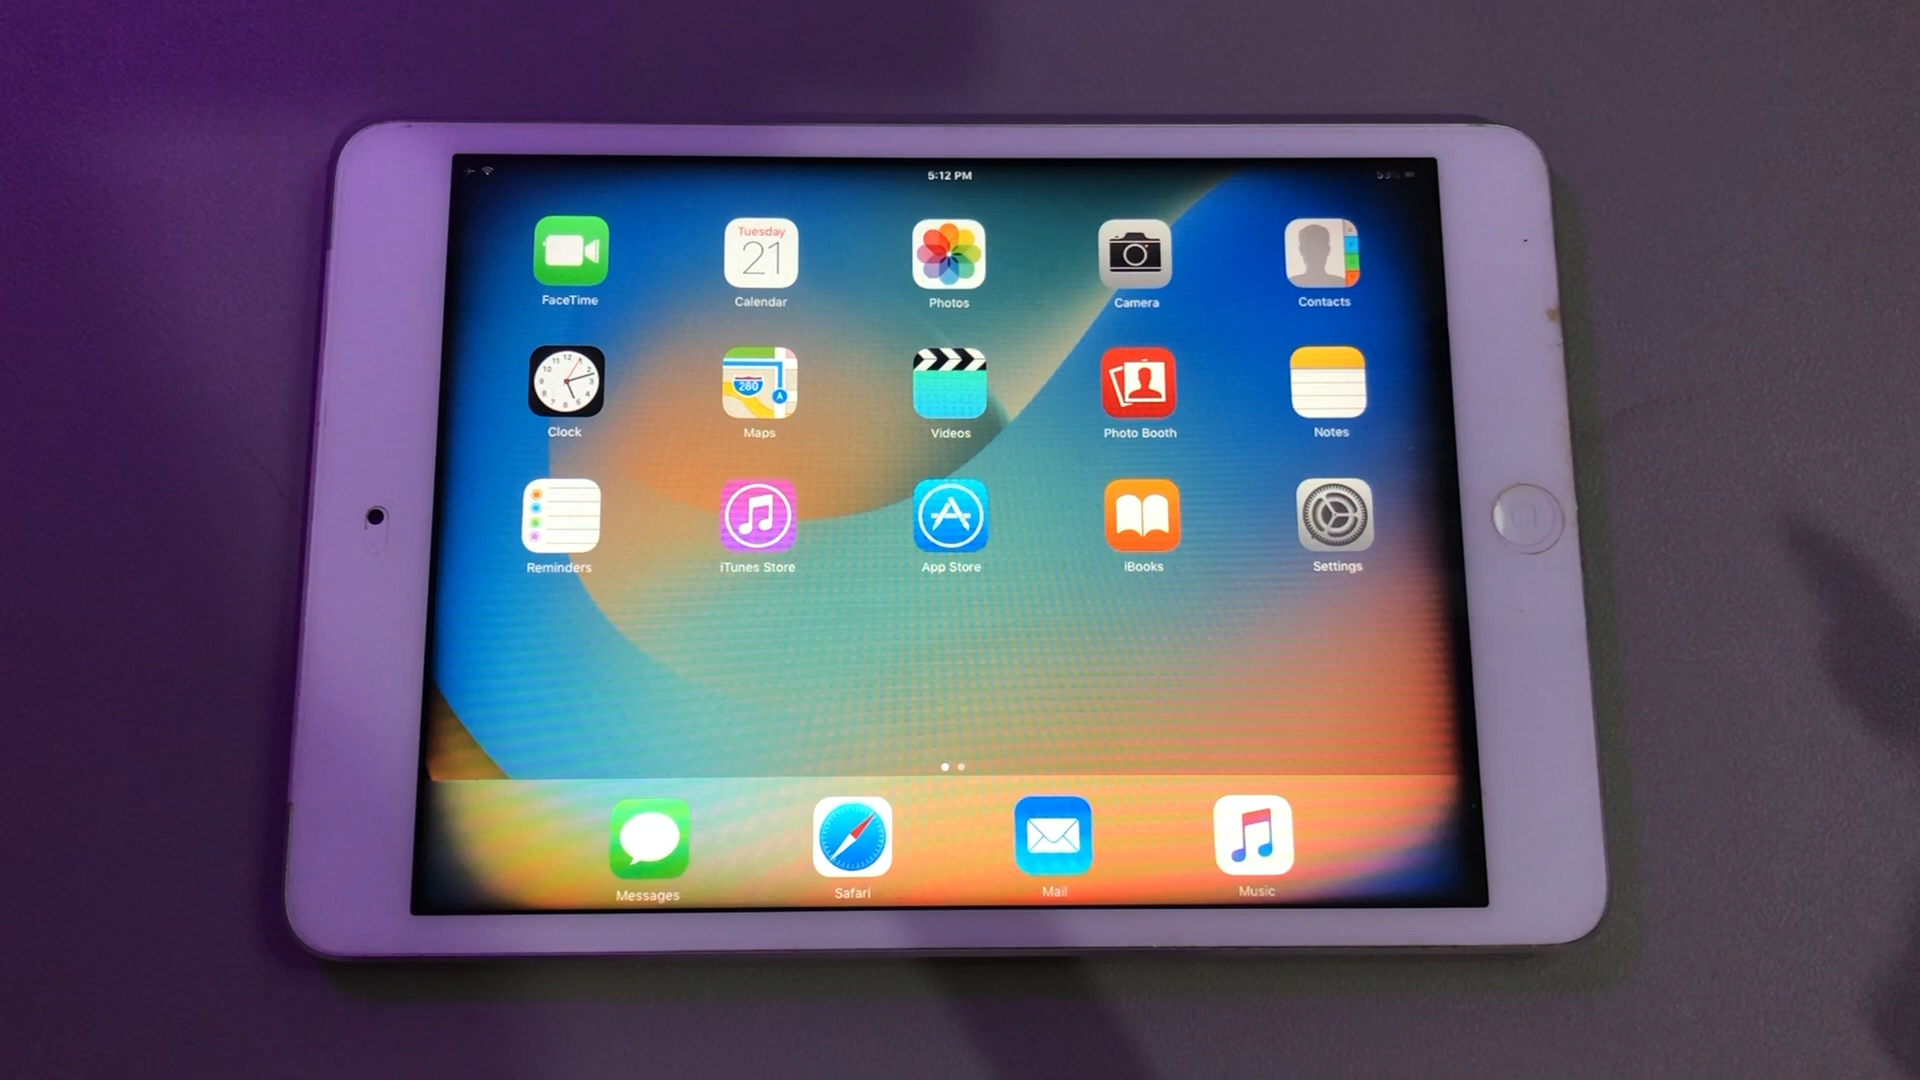 5:12 PM
53%
Tuesday
21
FaceTime
Calendar
Photos
Camera
Contacts
280
A
Clock
Maps
Videos
Photo Booth
Notes
Reminders
iTunes Store
App Store
iBooks
Settings
Messages
Safari
Mail
Music